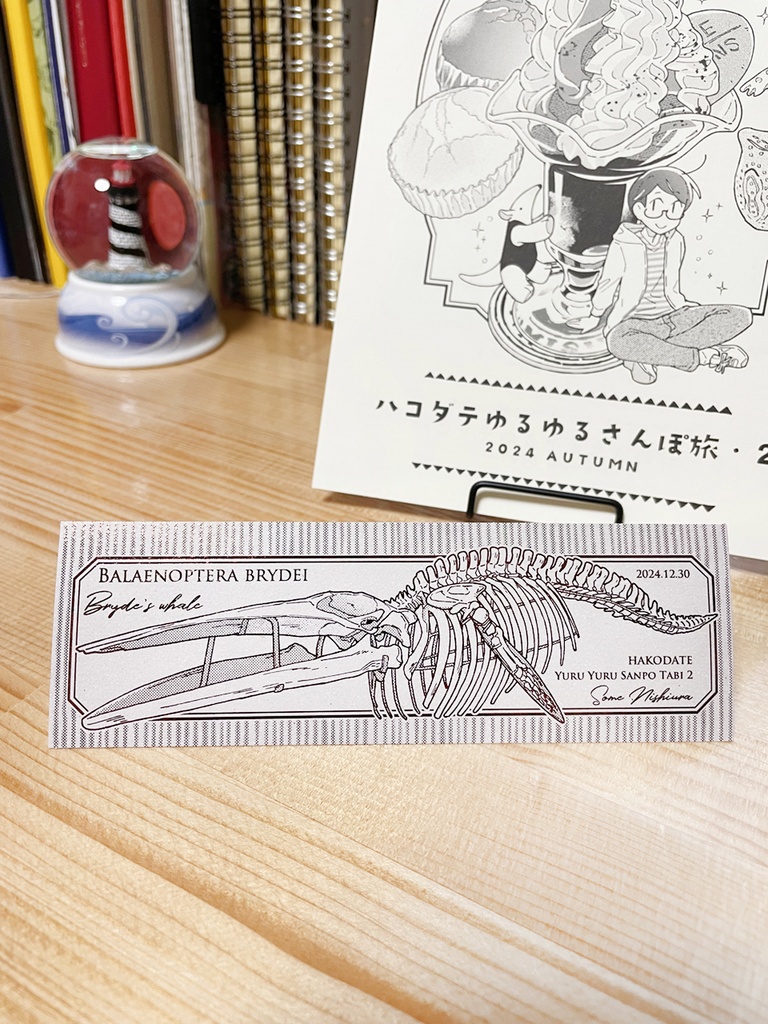 ハコダテゆるゆるさんぽ旅・2
2024 AUTUMN
BALAENOPTERA BRYDEI
2024.12.30
Bryde's whale
HAKODATE
YURU YURU SANPO TABI 2
Some Nishiura